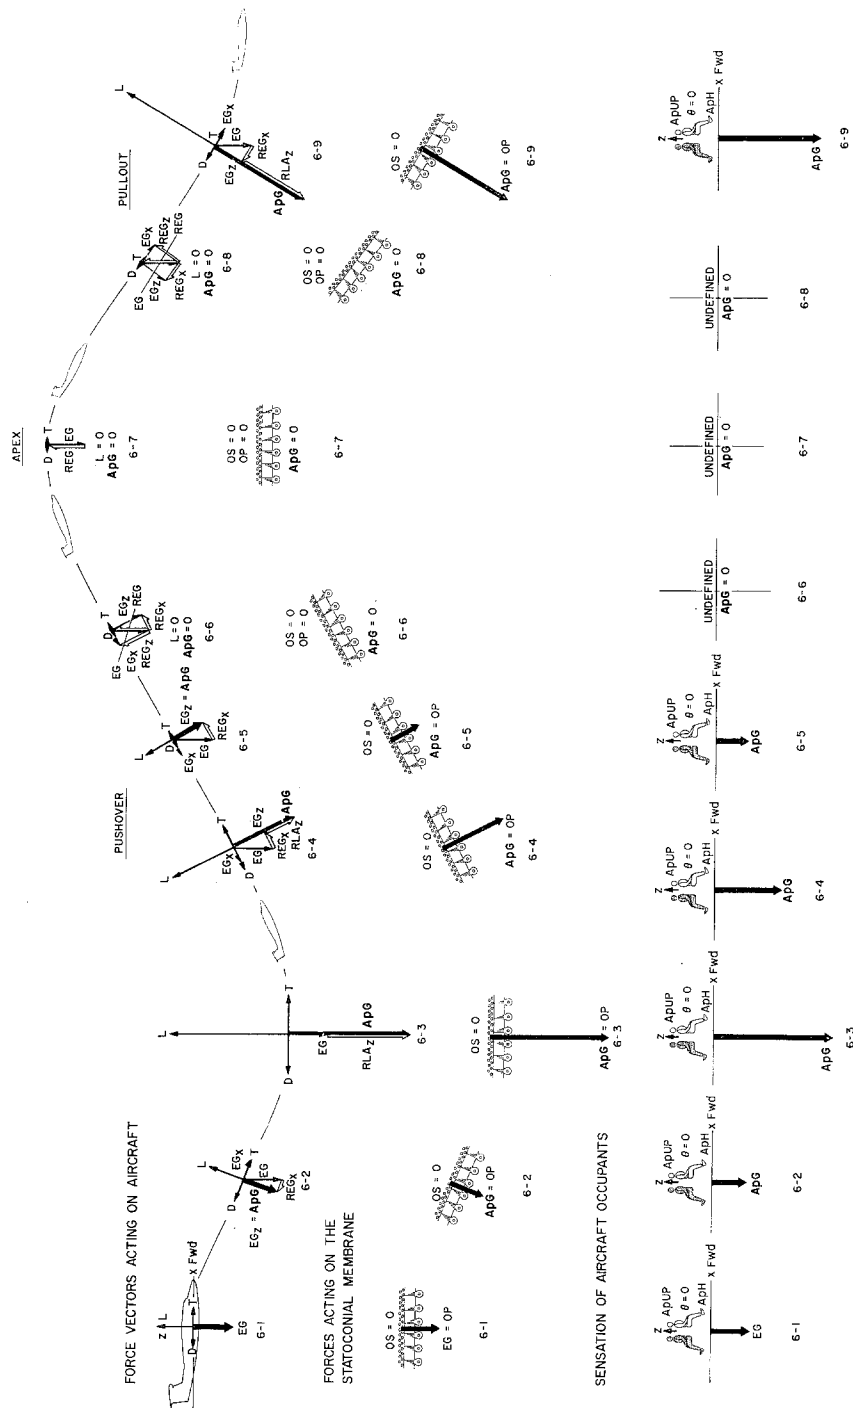 FORCE VECTORS ACTING ON AIRCRAFT
Z
L
x Fwd
T
D
EG
6-1
L
EGX
T
EG
D
EGZ = ApG
REGX
6-2
L
T
D
EG
RLAZ
ApG
6-3
PUSHOVER
L
T
EGX
EG
EGZ
D
REGX
RLAZ
ApG
6-4
L
T
D
EGX
EG
EGZ = ApG
REGX
6-5
T
D
EG
EGX
EGZ
REG
REGZ
REGX
L = 0
ApG = 0
6-6
APEX
D
T
REG
EG
L = 0
ApG = 0
6-7
D
T
EG
EGX
EGZ
REGZ
REG
REGX
L = 0
ApG = 0
6-8
PULLOUT
L
D
T
EGX
EG
EGZ
REGX
RLAZ
ApG
6-9
FORCES ACTING ON THE
STATOCONIAL MEMBRANE
OS = 0
EG = OP
6-1
OS = 0
ApG = OP
6-2
OS = 0
ApG = OP
6-3
OS = 0
ApG = OP
6-4
OS = 0
ApG = OP
6-5
OS = 0
OP = 0
ApG = 0
6-6
OS = 0
OP = 0
ApG = 0
6-7
OS = 0
OP = 0
ApG = 0
6-8
OS = 0
ApG = OP
6-9
SENSATION OF AIRCRAFT OCCUPANTS
Z
ApUP
θ = 0
ApH
x Fwd
EG
6-1
Z
ApUP
θ = 0
ApH
x Fwd
ApG
6-2
Z
ApUP
θ = 0
ApH
x Fwd
ApG
6-3
Z
ApUP
θ = 0
ApH
x Fwd
ApG
6-4
Z
ApUP
θ = 0
ApH
x Fwd
ApG
6-5
UNDEFINED
ApG = 0
6-6
UNDEFINED
ApG = 0
6-7
UNDEFINED
ApG = 0
6-8
Z
ApUP
θ = 0
ApH
x Fwd
ApG
6-9